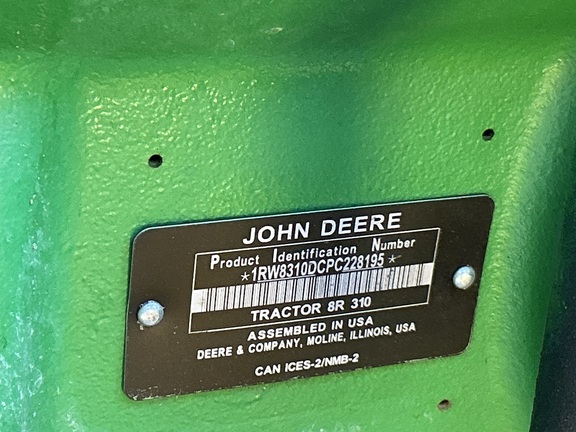 JOHN DEERE
Product Identification Number
*1RW8310DCPC228195*
TRACTOR 8R 310
ASSEMBLED IN USA
DEERE & COMPANY, MOLINE, ILLINOIS, USA
CAN ICES-2/NMB-2